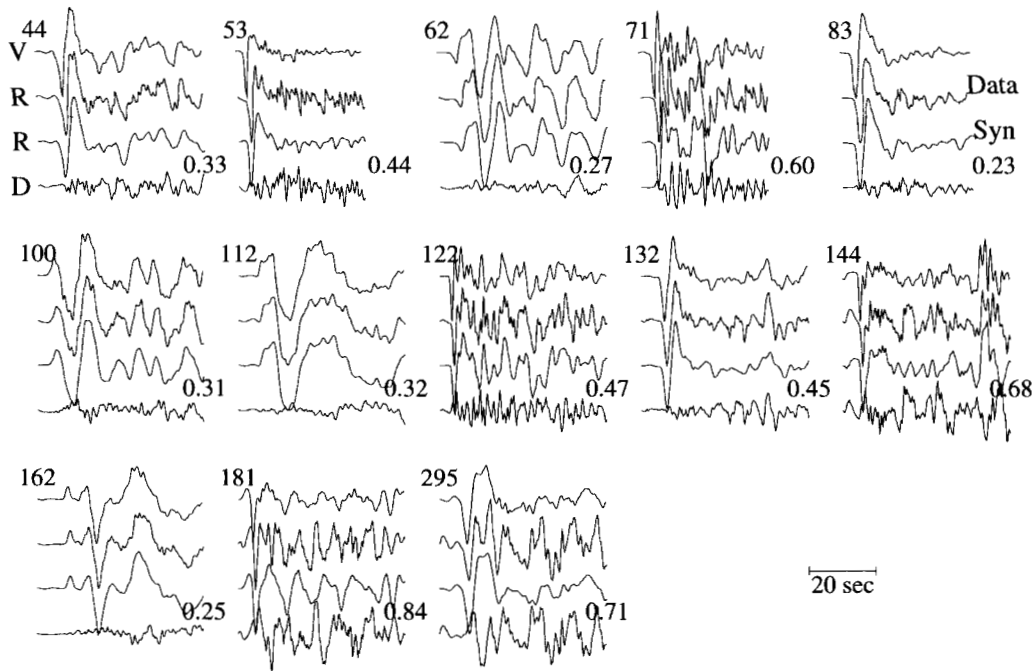 44 53 62 71 83
V
R Data
R Syn
0.33 0.44 0.27 0.60 0.23
D
100 112 122 132 144
0.31 0.32 0.47 0.45 0.68
162 181 295
0.25 0.84 0.71
20 sec